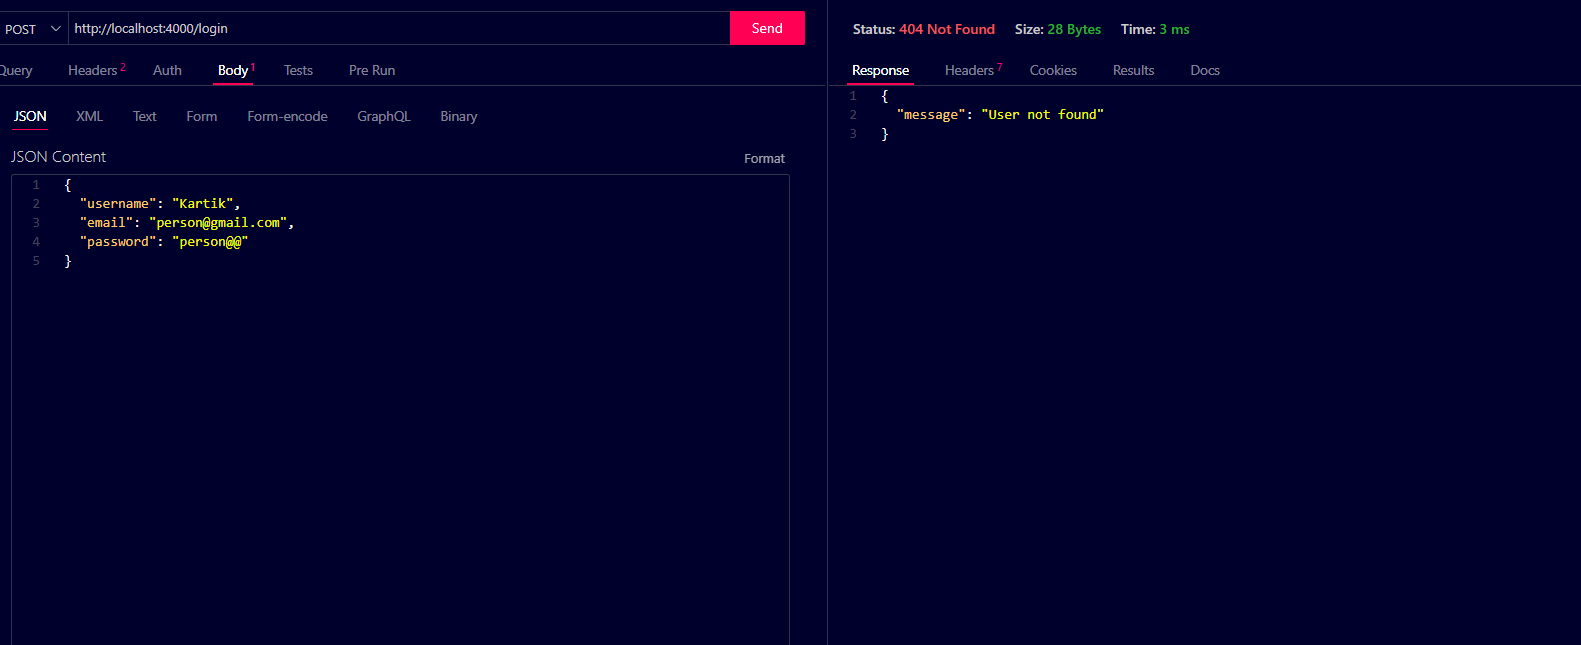 POST http://localhost:4000/login Send
Query Headers 2 Auth Body 1 Tests Pre Run
JSON XML Text Form Form-encode GraphQL Binary
JSON Content Format
1 {
2 "username": "Kartik",
3 "email": "person@gmail.com",
4 "password": "person@@"
5 }
Status: 404 Not Found Size: 28 Bytes Time: 3 ms
Response Headers 7 Cookies Results Docs
1 {
2 "message": "User not found"
3 }